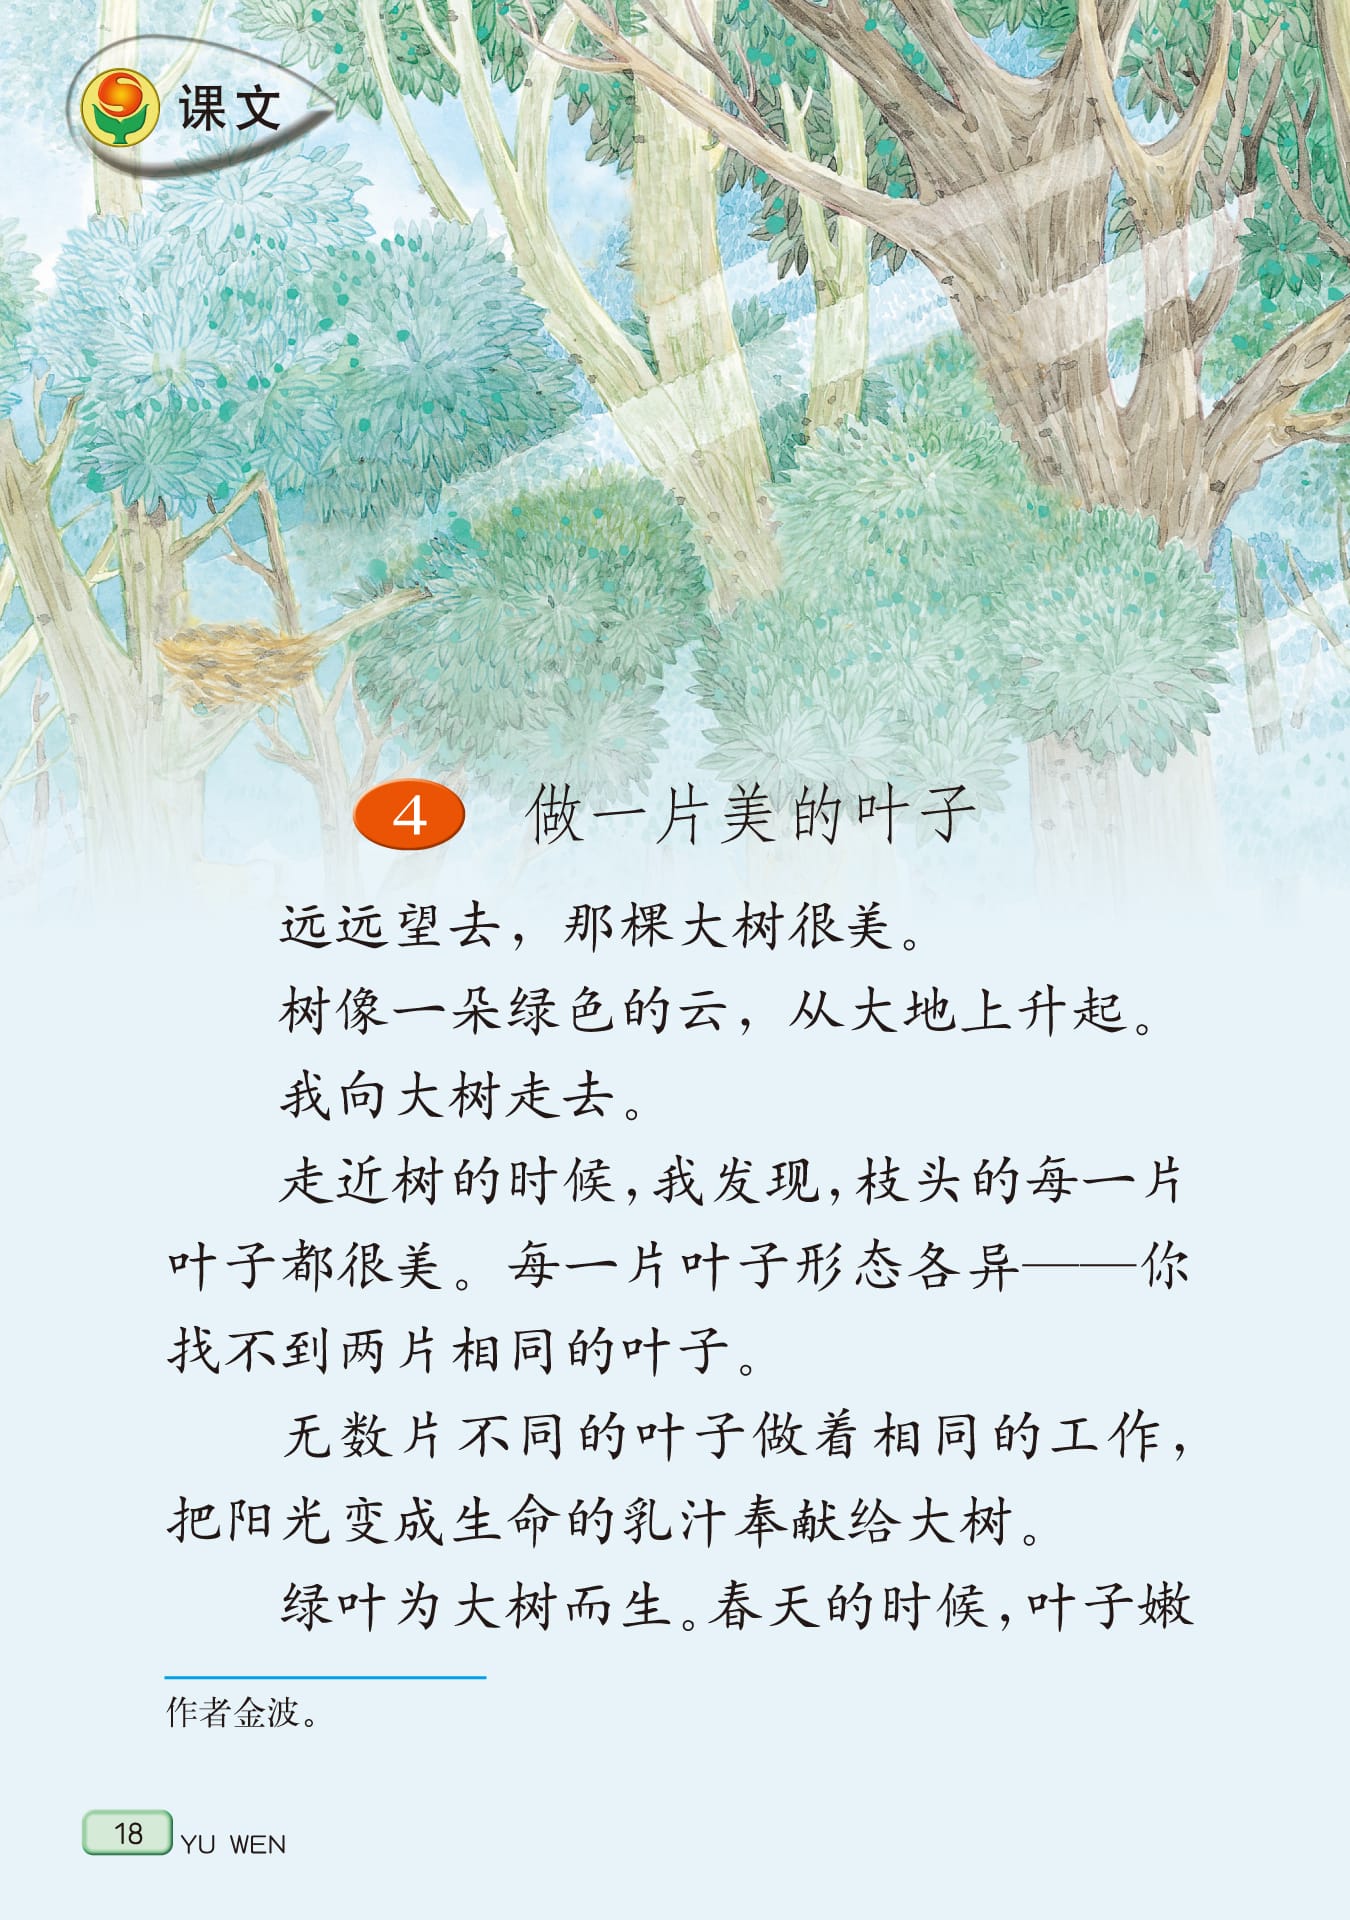 课文
4 做一片美的叶子
远远望去，那棵大树很美。
树像一朵绿色的云，从大地上升起。
我向大树走去。
走近树的时候，我发现，枝头的每一片
叶子都很美。每一片叶子形态各异——你
找不到两片相同的叶子。
无数片不同的叶子做着相同的工作，
把阳光变成生命的乳汁奉献给大树。
绿叶为大树而生。春天的时候，叶子嫩
作者金波。
18 YU WEN